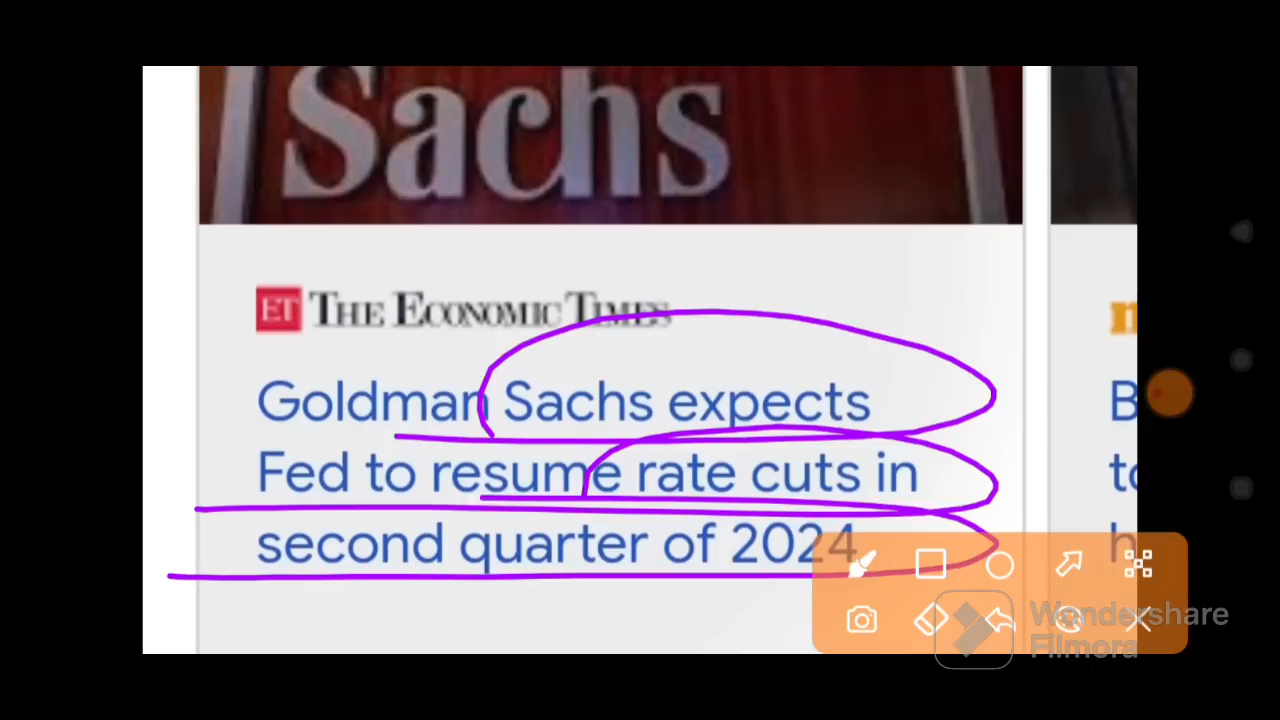 Sachs
ET THE ECONOMIC TIMES
Goldman Sachs expects
Fed to resume rate cuts in
second quarter of 2024
Wondershare
Filmora